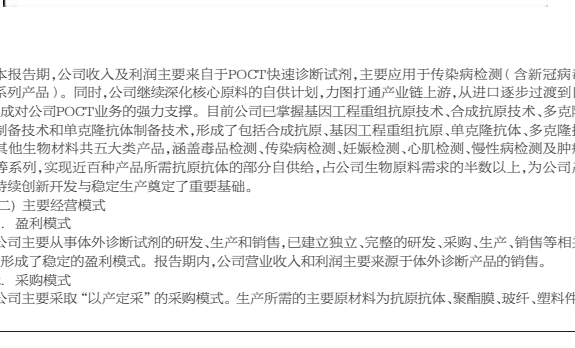 本报告期，公司收入及利润主要来自于POCT快速诊断试剂，主要应用于传染病检测（含新冠病
系列产品）。同时，公司继续深化核心原料的自供计划，力图打通产业链上游，从进口逐步过渡到
成对公司POCT业务的强力支撑。目前公司已掌握基因工程重组抗原技术、合成抗原技术、多克隆
制备技术和单克隆抗体制备技术，形成了包括合成抗原、基因工程重组抗原、单克隆抗体、多克隆
其他生物材料共五大类产品，涵盖毒品检测、传染病检测、妊娠检测、心肌检测、慢性病检测及肿
等系列，实现近百种产品所需抗原抗体的部分自供给，占公司生物原料需求的半数以上，为公司
持续创新开发与稳定生产奠定了重要基础。
二) 主要经营模式
. 盈利模式
公司主要从事体外诊断试剂的研发、生产和销售，已建立独立、完整的研发、采购、生产、销售等相
形成了稳定的盈利模式。报告期内，公司营业收入和利润主要来源于体外诊断产品的销售。
. 采购模式
公司主要采取“以产定采”的采购模式。生产所需的主要原材料为抗原抗体、聚酯膜、玻纤、塑料件